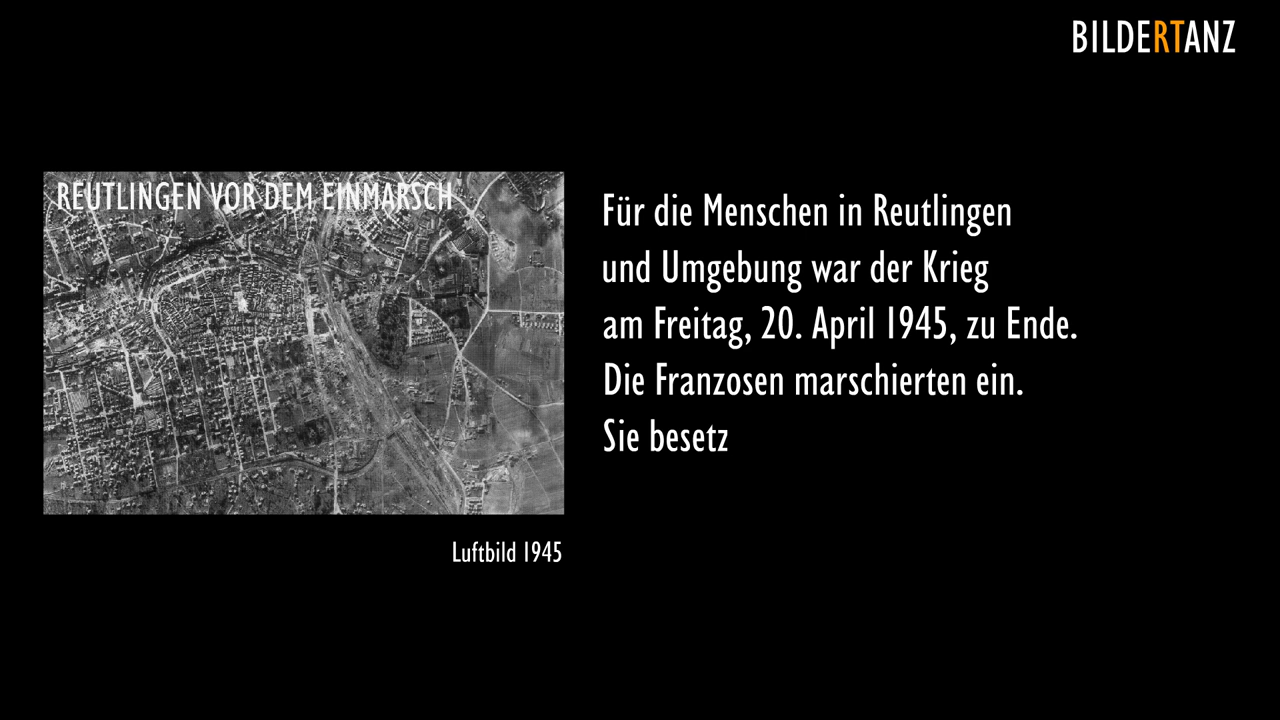 BILDERTANZ
REUTLINGEN VOR DEM EINMARSCH
Für die Menschen in Reutlingen
und Umgebung war der Krieg
am Freitag, 20. April 1945, zu Ende.
Die Franzosen marschierten ein.
Sie besetz
Luftbild 1945